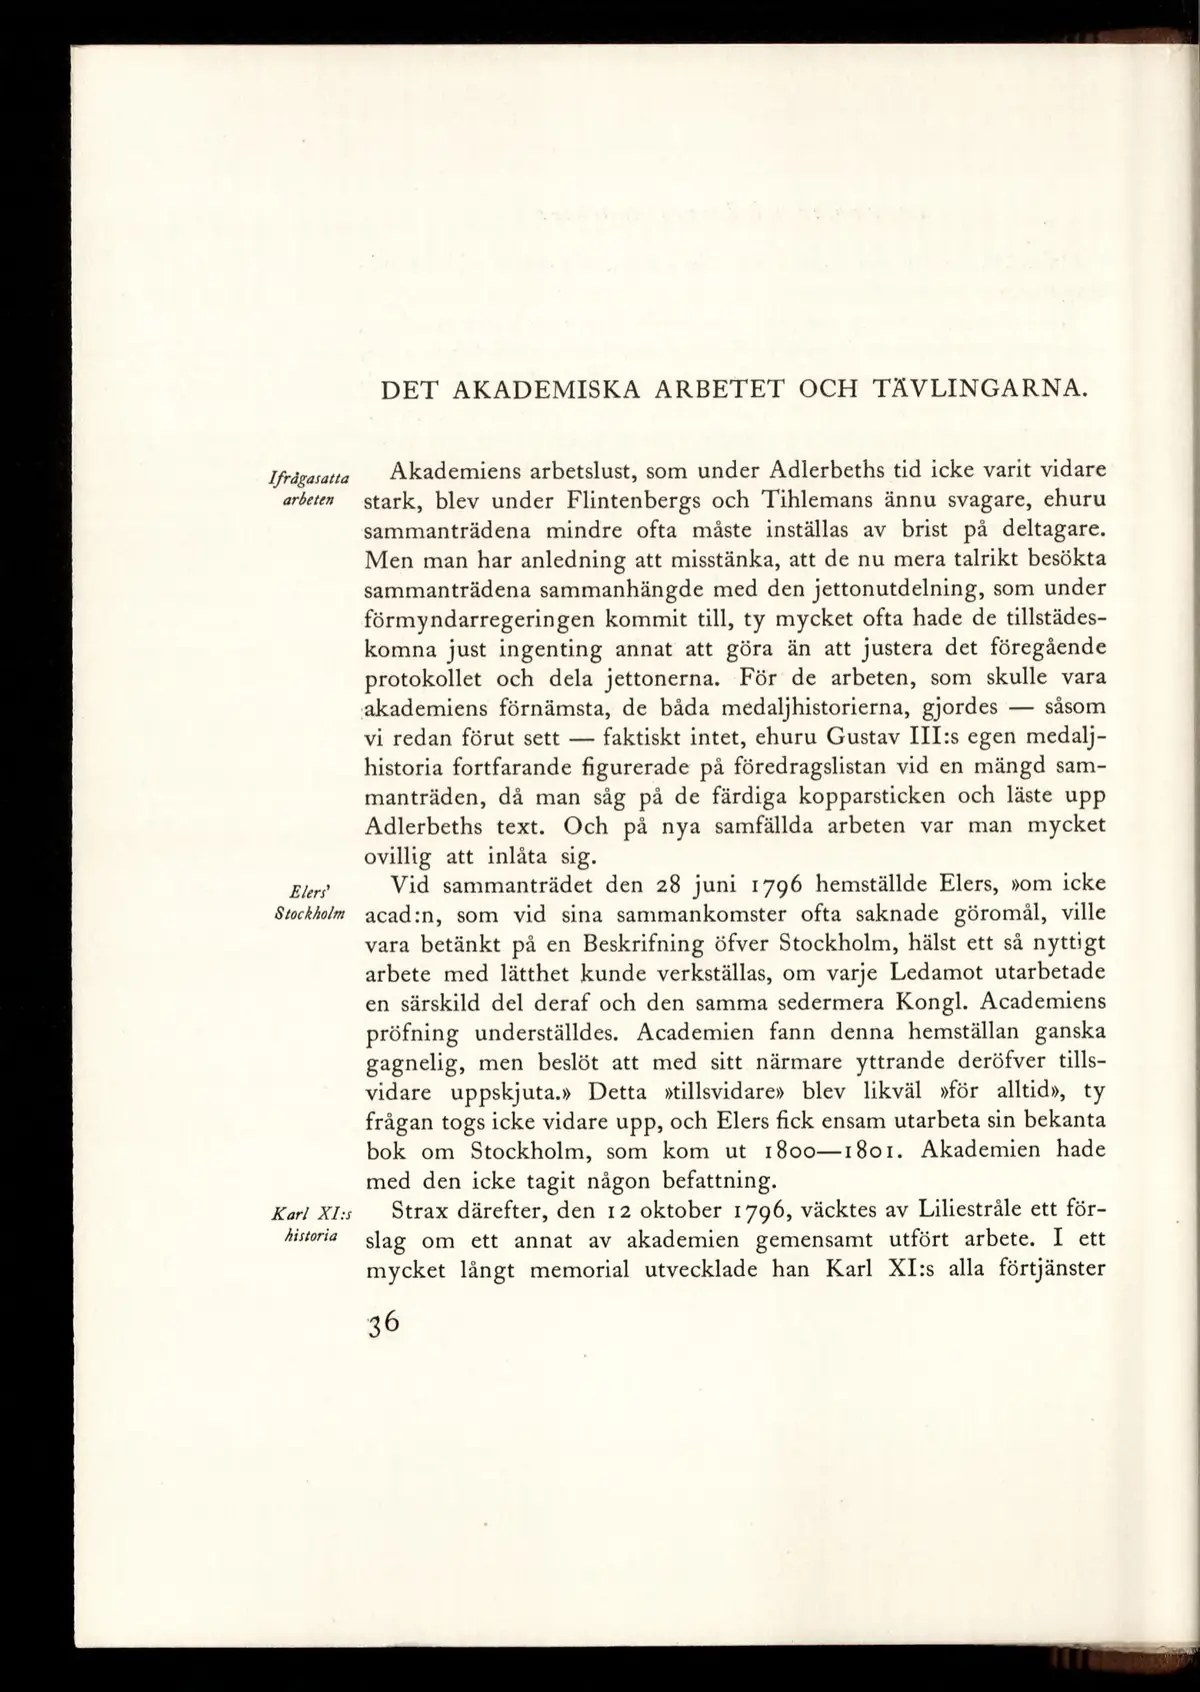 DET AKADEMISKA ARBETET OCH TÄVLINGARNA.
Ifrågasatta
arbeten
Akademiens arbetslust, som under Adlerbeths tid icke varit vidare
stark, blev under Flintenbergs och Tihlemans ännu svagare, ehuru
sammanträdena mindre ofta måste inställas av brist på deltagare.
Men man har anledning att misstänka, att de nu mera talrikt besökta
sammanträdena sammanhängde med den jettonutdelning, som under
förmyndarregeringen kommit till, ty mycket ofta hade de tillstädes-
komna just ingenting annat att göra än att justera det föregående
protokollet och dela jettonerna. För de arbeten, som skulle vara
akademiens förnämsta, de båda medaljhistorierna, gjordes — såsom
vi redan förut sett — faktiskt intet, ehuru Gustav III:s egen medalj-
historia fortfarande figurerade på föredragslistan vid en mängd sam-
manträden, då man såg på de färdiga kopparsticken och läste upp
Adlerbeths text. Och på nya samfällda arbeten var man mycket
ovillig att inlåta sig.
Elers'
Stockholm
Vid sammanträdet den 28 juni 1796 hemställde Elers, »om icke
acad:n, som vid sina sammankomster ofta saknade göromål, ville
vara betänkt på en Beskrifning öfver Stockholm, hälst ett så nyttigt
arbete med lätthet kunde verkställas, om varje Ledamot utarbetade
en särskild del deraf och den samma sedermera Kongl. Academiens
pröfning underställdes. Academien fann denna hemställan ganska
gagnelig, men beslöt att med sitt närmare yttrande deröfver tills-
vidare uppskjuta.» Detta »tillsvidare» blev likväl »för alltid», ty
frågan togs icke vidare upp, och Elers fick ensam utarbeta sin bekanta
bok om Stockholm, som kom ut 1800—1801. Akademien hade
med den icke tagit någon befattning.
Karl XI:s
historia
Strax därefter, den 12 oktober 1796, väcktes av Liliestråle ett för-
slag om ett annat av akademien gemensamt utfört arbete. I ett
mycket långt memorial utvecklade han Karl XI:s alla förtjänster
36